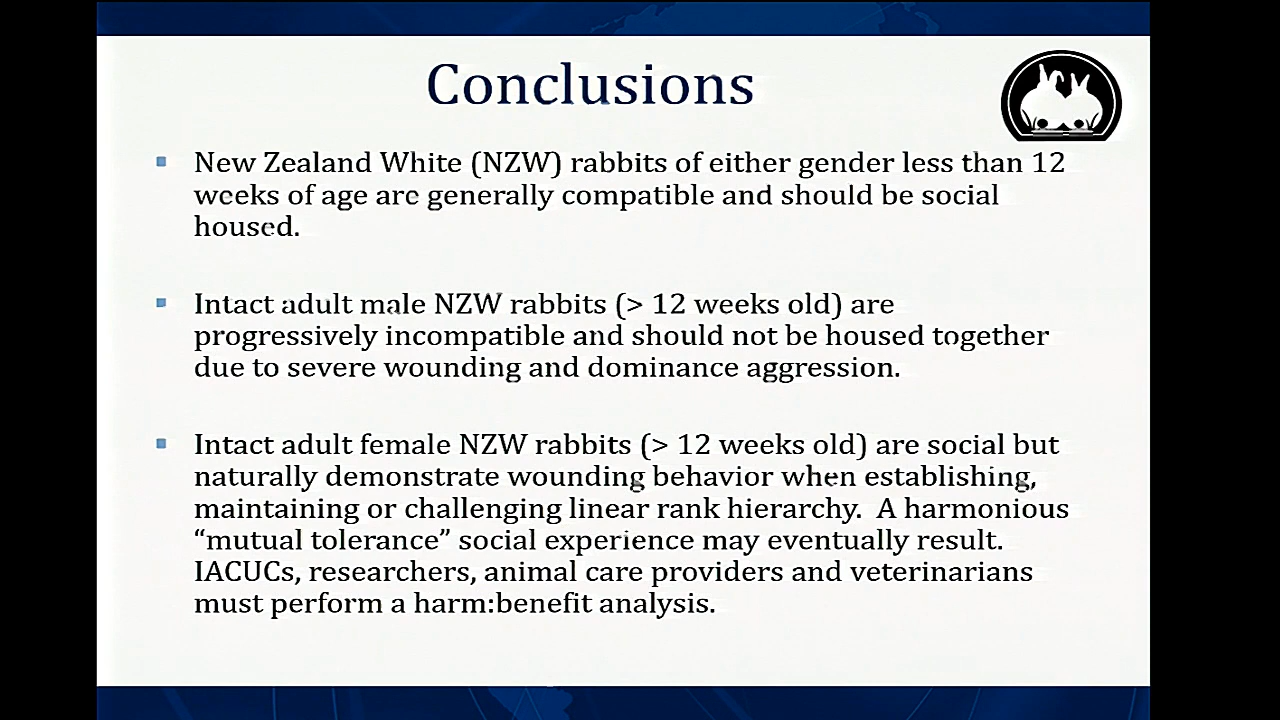 Conclusions
New Zealand White (NZW) rabbits of either gender less than 12
weeks of age are generally compatible and should be social
housed.
Intact adult male NZW rabbits (> 12 weeks old) are
progressively incompatible and should not be housed together
due to severe wounding and dominance aggression.
Intact adult female NZW rabbits (> 12 weeks old) are social but
naturally demonstrate wounding behavior when establishing,
maintaining or challenging linear rank hierarchy.  A harmonious
“mutual tolerance” social experience may eventually result.
IACUCs, researchers, animal care providers and veterinarians
must perform a harm:benefit analysis.